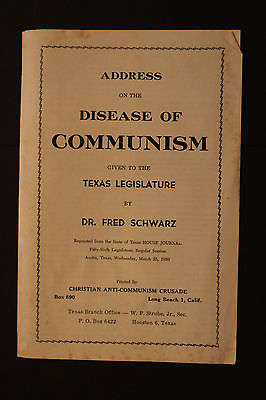 ADDRESS
ON THE
DISEASE OF
COMMUNISM
GIVEN TO THE
TEXAS LEGISLATURE
BY
DR. FRED SCHWARZ
Reprinted from the State of Texas HOUSE JOURNAL
Fifty-Sixth Legislature, Regular Session
Austin, Texas, Wednesday, March 25, 1959
Printed By
CHRISTIAN ANTI-COMMUNISM CRUSADE
Box 890 Long Beach 1, Calif.
Texas Branch Office — W. P. Strube, Jr., Sec.
P. O. Box 6422 Houston 6, Texas